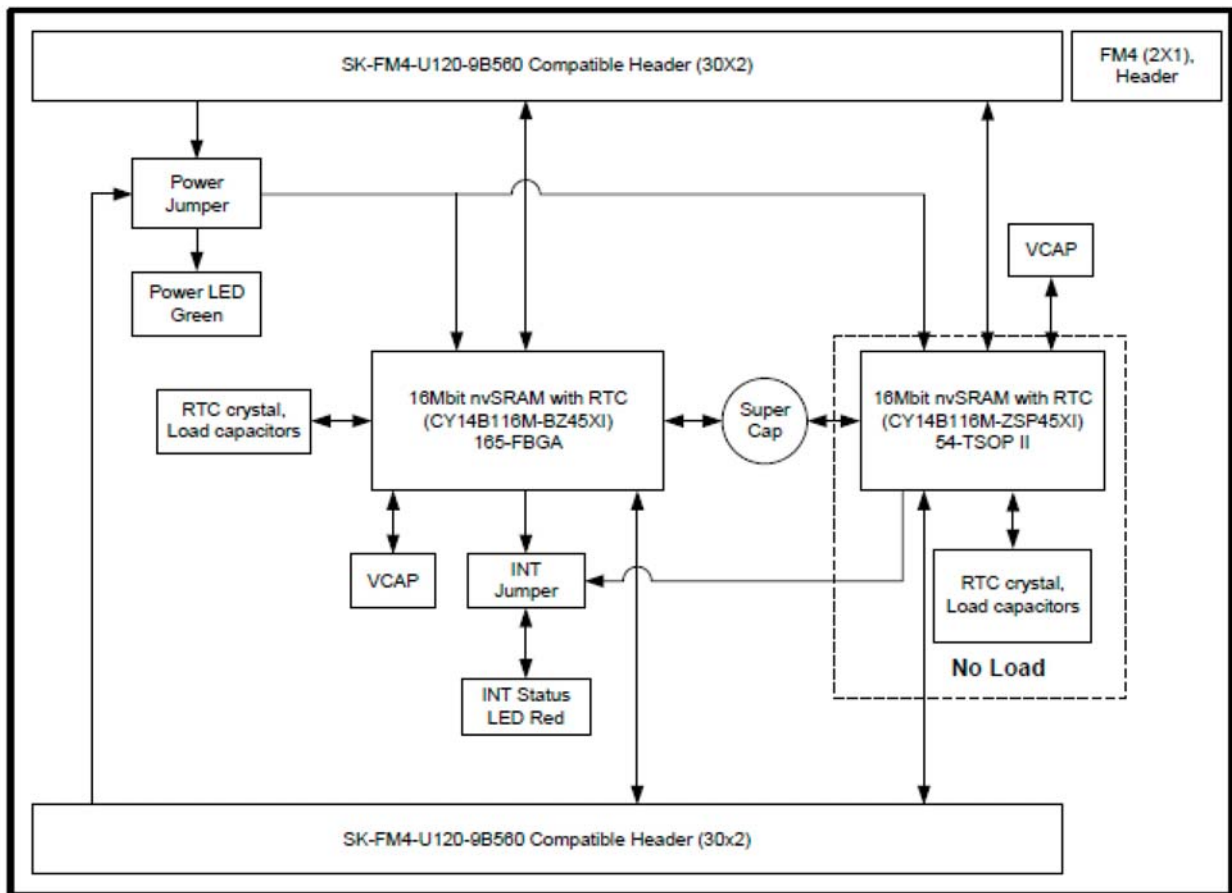 SK-FM4-U120-9B560 Compatible Header (30X2)
FM4 (2X1),
Header
Power
Jumper
VCAP
Power LED
Green
16Mbit nvSRAM with RTC
(CY14B116M-BZ45XI)
165-FBGA
RTC crystal,
Load capacitors
Super
Cap
16Mbit nvSRAM with RTC
(CY14B116M-ZSP45XI)
54-TSOP II
VCAP
INT
Jumper
RTC crystal,
Load capacitors
No Load
INT Status
LED Red
SK-FM4-U120-9B560 Compatible Header (30x2)